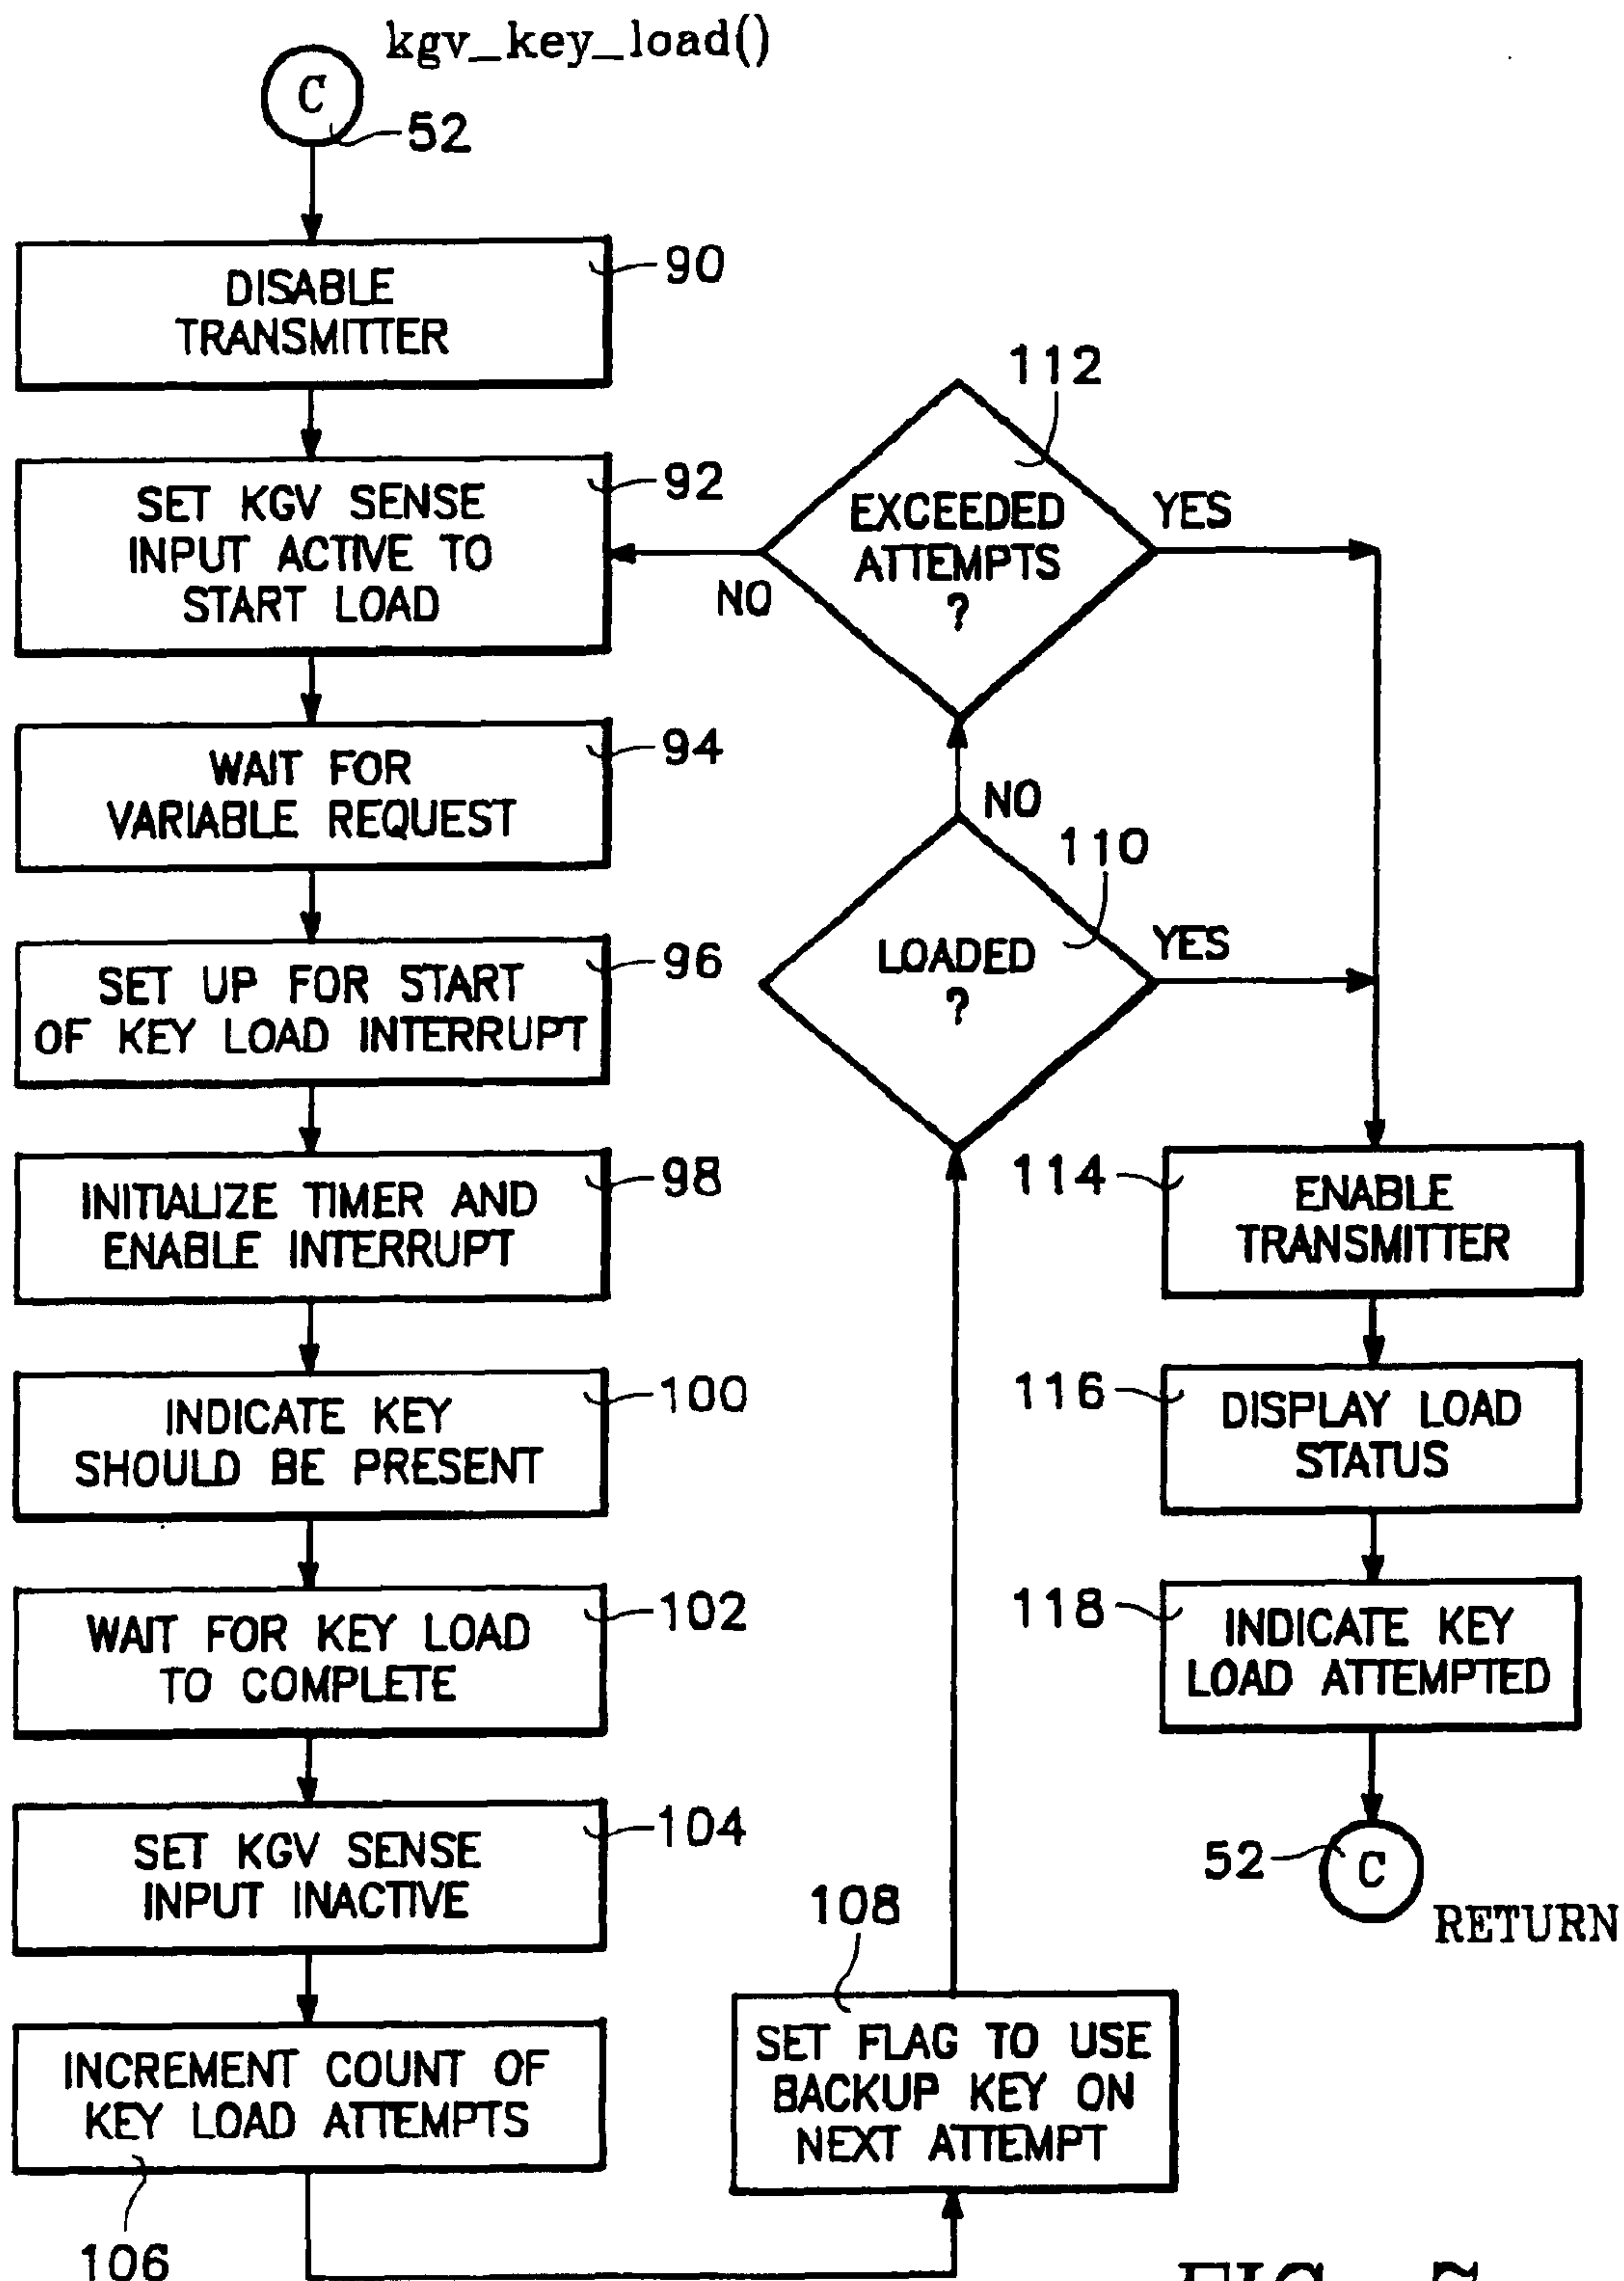 kgv_key_load()
C
52
DISABLE
TRANSMITTER
90
SET KGV SENSE
INPUT ACTIVE TO
START LOAD
92
WAIT FOR
VARIABLE REQUEST
94
SET UP FOR START
OF KEY LOAD INTERRUPT
96
INITIALIZE TIMER AND
ENABLE INTERRUPT
98
INDICATE KEY
SHOULD BE PRESENT
100
WAIT FOR KEY LOAD
TO COMPLETE
102
SET KGV SENSE
INPUT INACTIVE
104
INCREMENT COUNT OF
KEY LOAD ATTEMPTS
106
108
SET FLAG TO USE
BACKUP KEY ON
NEXT ATTEMPT
110
LOADED
?
YES
NO
112
EXCEEDED
ATTEMPTS
?
YES
NO
114
ENABLE
TRANSMITTER
116
DISPLAY LOAD
STATUS
118
INDICATE KEY
LOAD ATTEMPTED
52
C
RETURN